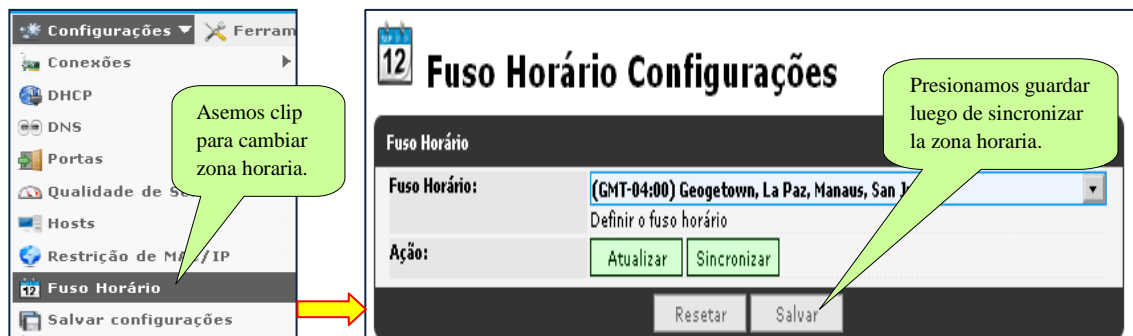 Configurações Ferram
Conexões
DHCP
DNS
Portas
Qualidade de
Hosts
Restrição de /IP
Fuso Horário
Salvar configurações
Asemos clip
para cambiar
zona horaria.
12 Fuso Horário Configurações
Presionamos guardar
luego de sincronizar
la zona horaria.
Fuso Horário
Fuso Horário: (GMT-04:00) Geogetown, La Paz, Manaus, San
Definir o fuso horário
Ação: Atualizar Sincronizar
Resetar Salvar